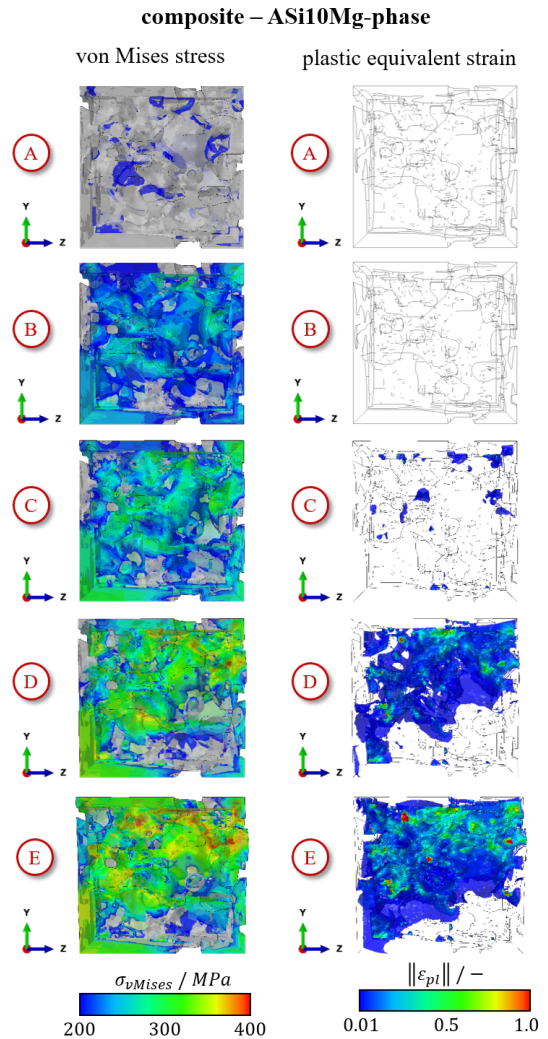 composite – ASi10Mg-phase
von Mises stress plastic equivalent strain
A A
Y Y
Z Z
B B
Y Y
Z Z
C C
Y Y
Z Z
D D
Y Y
Z Z
E E
Y Y
Z Z
σvMises / MPa ‖εpl‖ / −
200 300 400 0.01 0.5 1.0